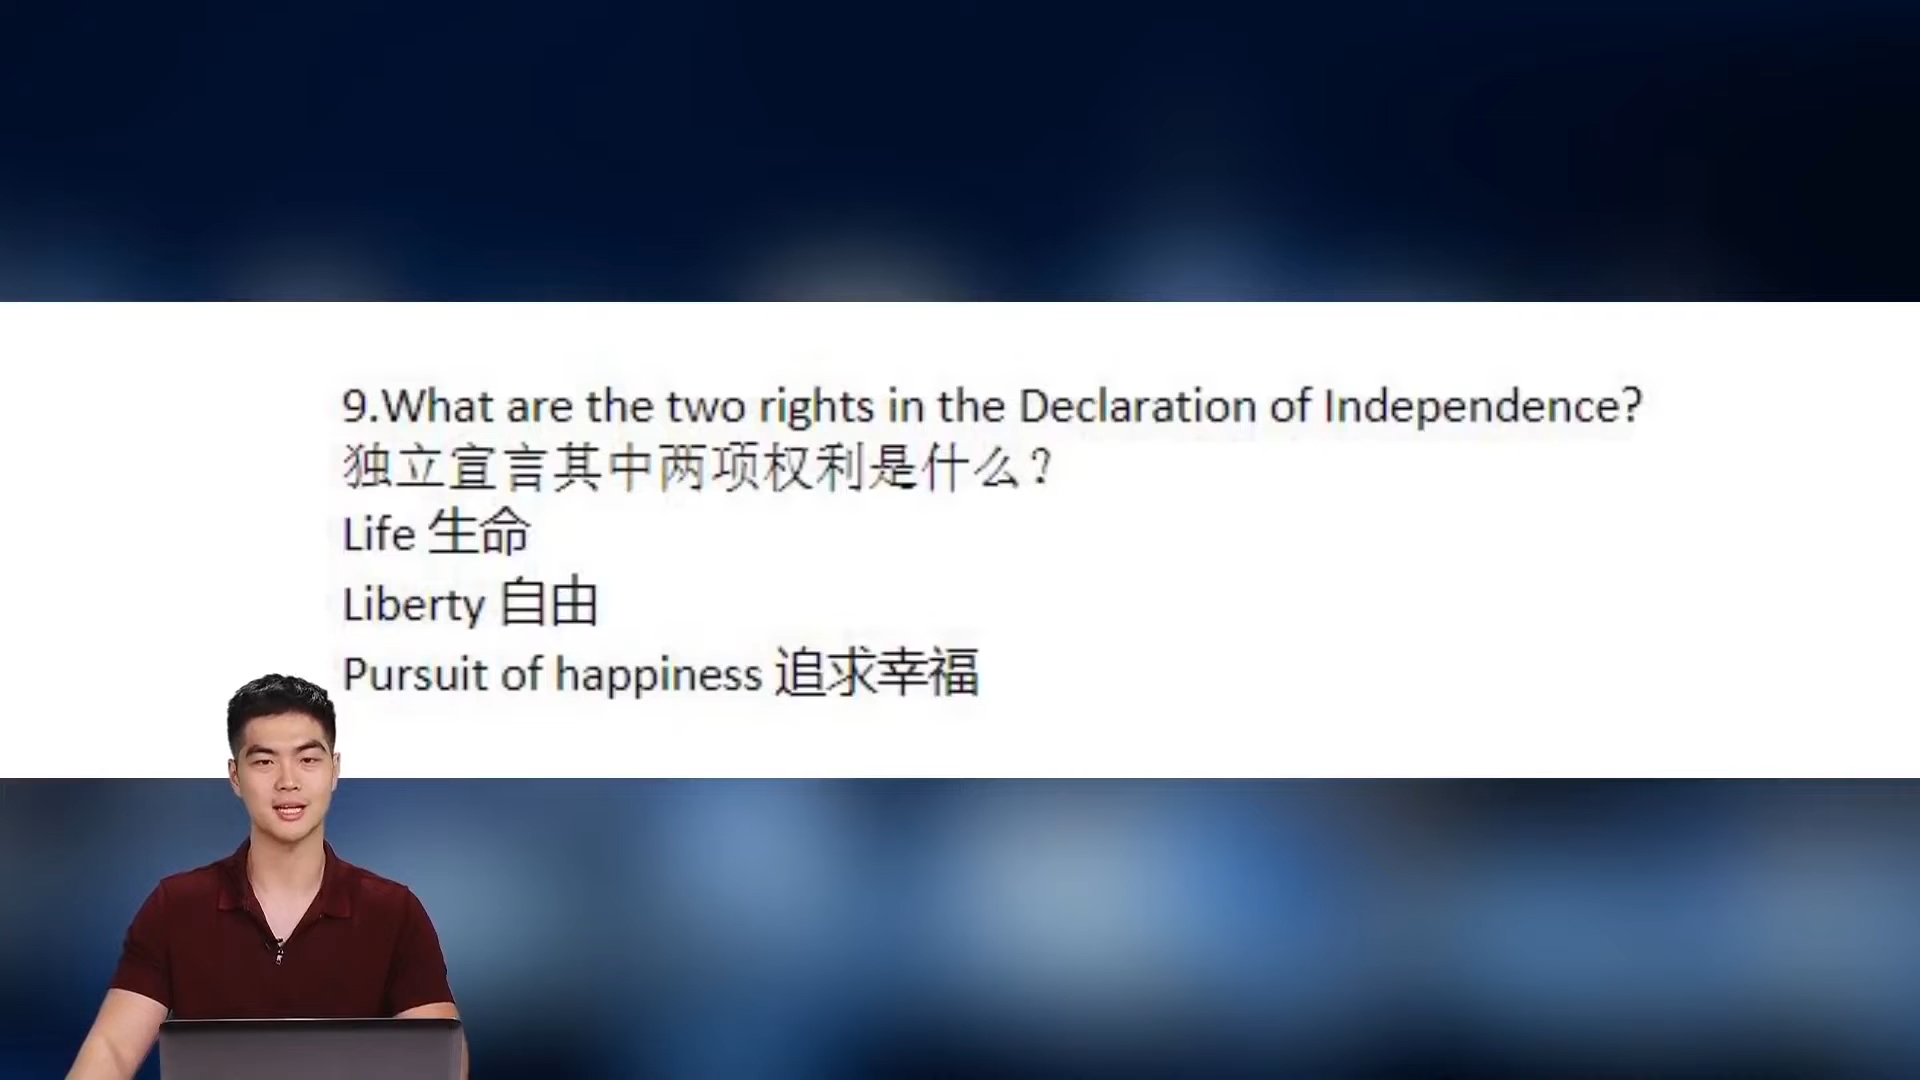 9.What are the two rights in the Declaration of Independence?
独立宣言其中两项权利是什么?
Life 生命
Liberty 自由
Pursuit of happiness 追求幸福